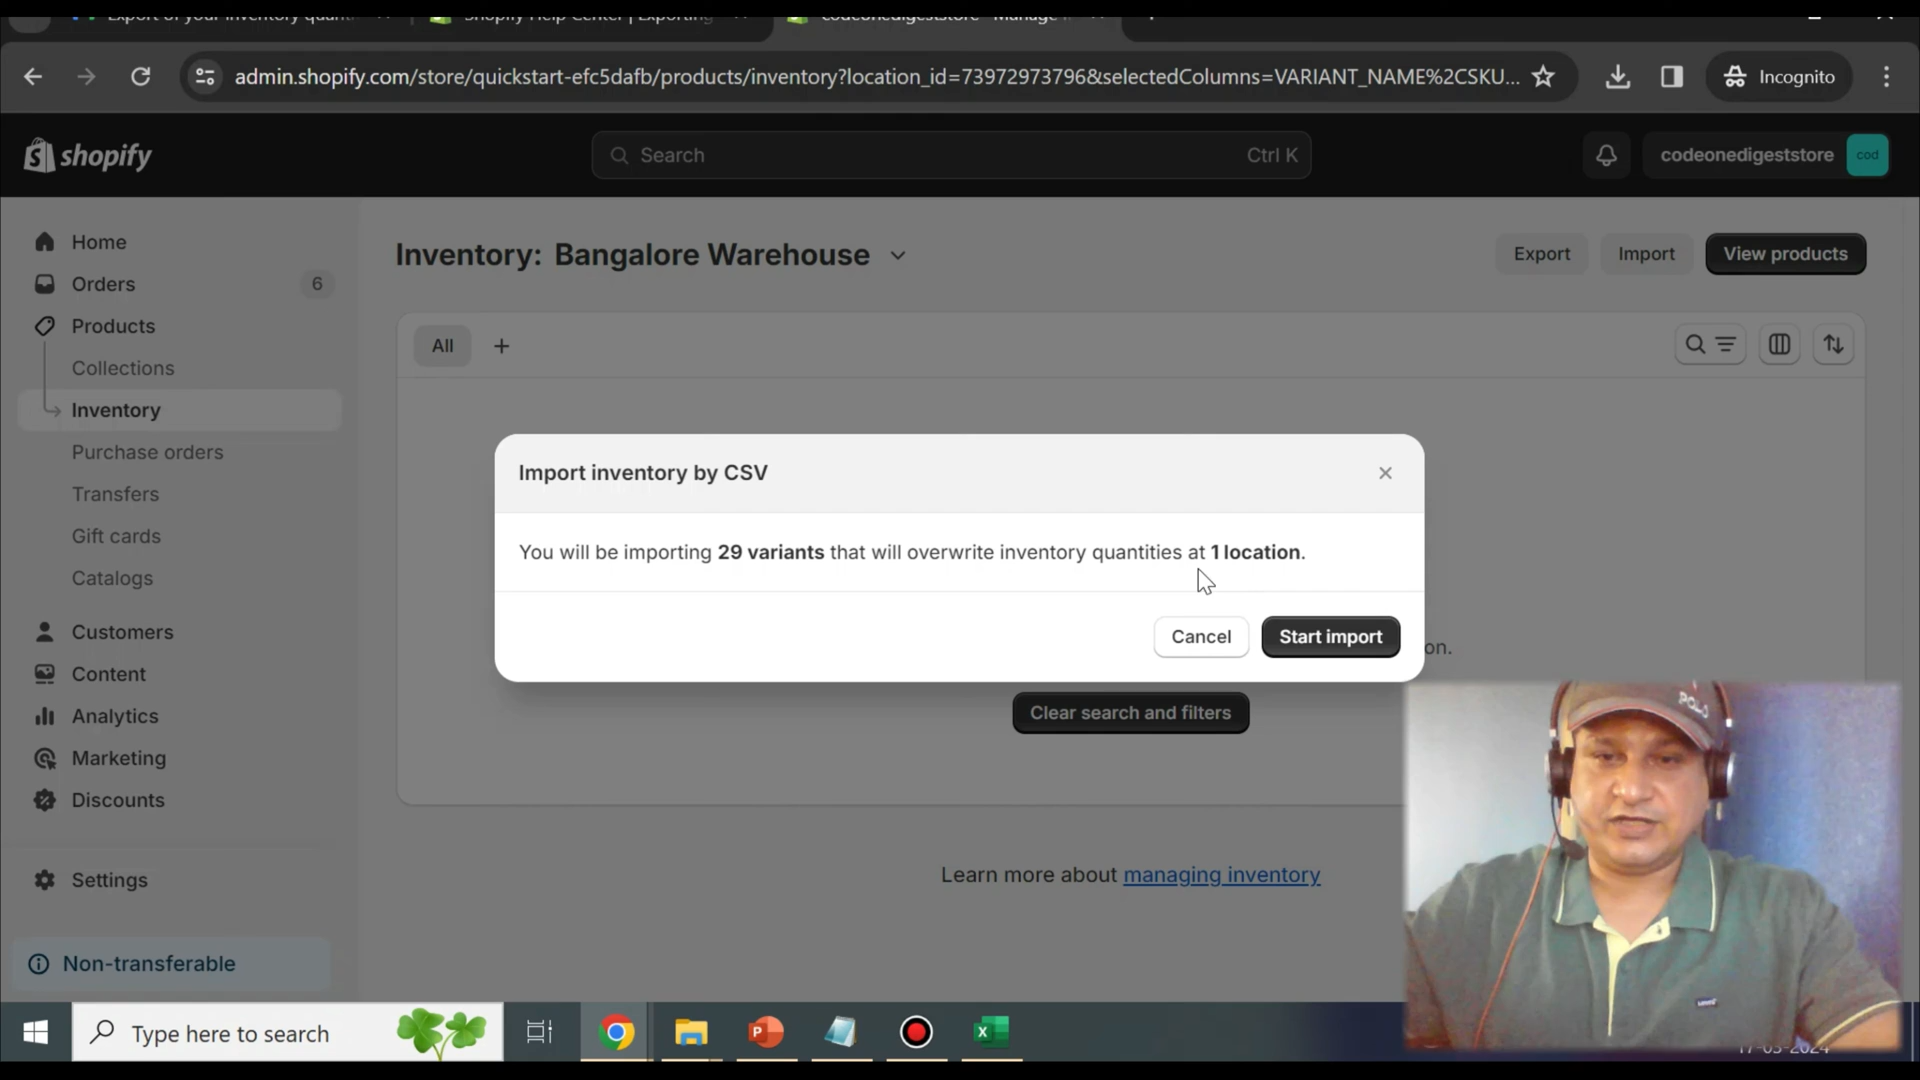 admin.shopify.com/store/quickstart-efc5dafb/products/inventory?location_id=73972973796&selectedColumns=VARIANT_NAME%2CSKU...
Incognito
shopify
Search
Ctrl K
codeonedigeststore
cod
Home
Orders
6
Products
Collections
Inventory
Purchase orders
Transfers
Gift cards
Catalogs
Customers
Content
Analytics
Marketing
Discounts
Settings
Non-transferable
Inventory: Bangalore Warehouse
Export
Import
View products
All
Import inventory by CSV
You will be importing 29 variants that will overwrite inventory quantities at 1 location.
Cancel
Start import
on.
Clear search and filters
Learn more about managing inventory
POLO
Type here to search